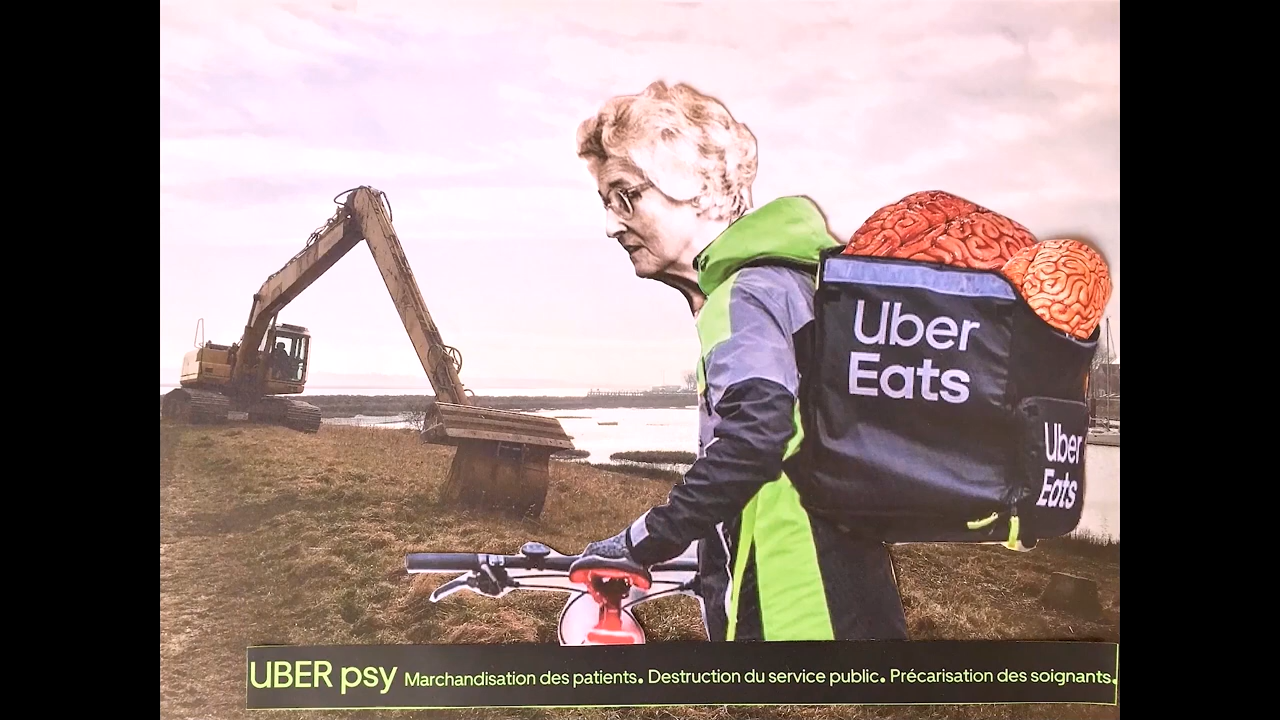 Uber
Eats
Uber
Eats
UBER psy Marchandisation des patients. Destruction du service public. Précarisation des soignants.